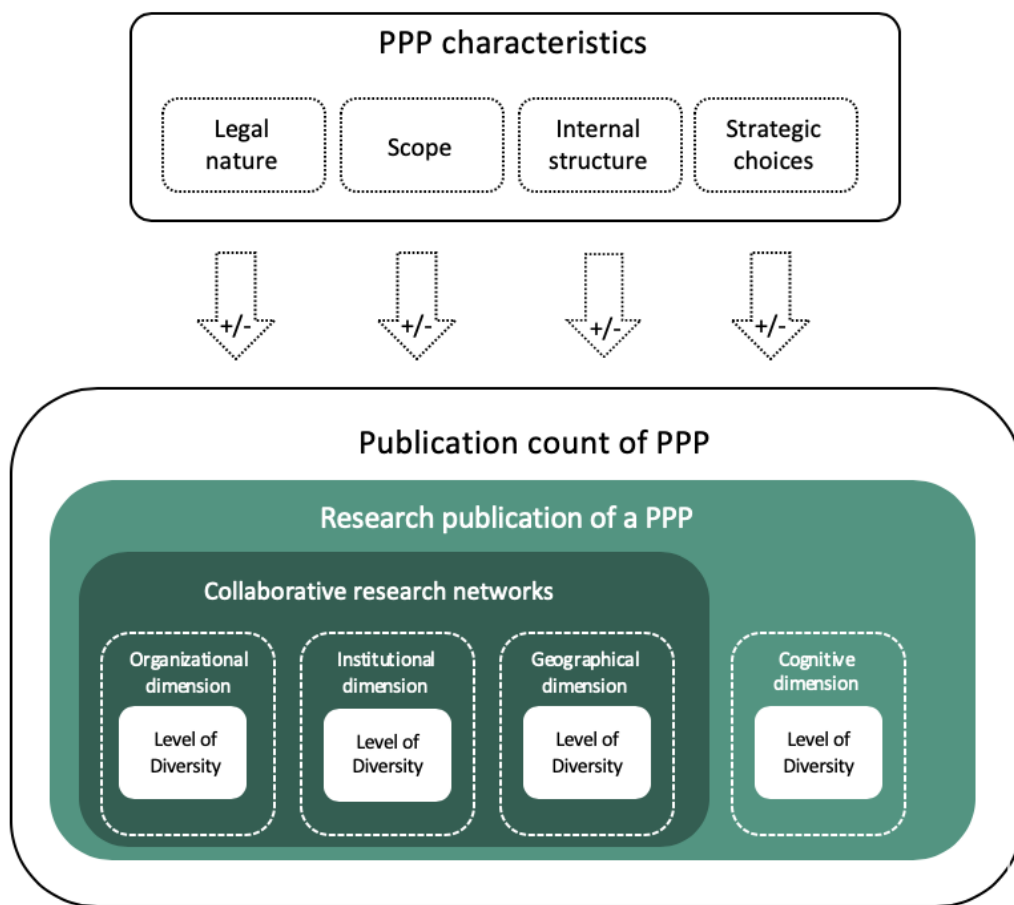 PPP characteristics
Legal
nature
Scope
Internal
structure
Strategic
choices
+/-
+/-
+/-
+/-
Publication count of PPP
Research publication of a PPP
Collaborative research networks
Organizational
dimension
Level of
Diversity
Institutional
dimension
Level of
Diversity
Geographical
dimension
Level of
Diversity
Cognitive
dimension
Level of
Diversity